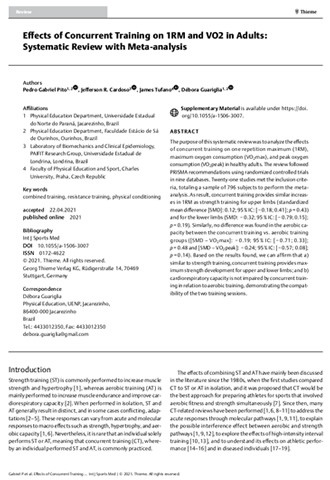 Review
Thieme
Effects of Concurrent Training on 1RM and VO2 in Adults:
Systematic Review with Meta-analysis
Authors
Pedro Gabriel Pito, Jefferson R. Cardoso, James Tufano, Débora Guariglia
Affiliations
1 Physical Education Department, Universidade Estadual
do Norte do Paraná, Jacarezinho, Brazil
2 Physical Education Department, Faculdade Estácio de Sá
de Ourinhos, Ourinhos, Brazil
3 Laboratory of Biomechanics and Clinical Epidemiology,
PAIFIT Research Group, Universidade Estadual de
Londrina, Londrina, Brazil
4 Faculty of Physical Education and Sport, Charles
University, Praha, Czech Republic
Key words
combined training, resistance training, physical conditioning
accepted 22.04.2021
published online 2021
Bibliography
Int J Sports Med
DOI 10.1055/a-1506-3007
ISSN 0172-4622
© 2021. Thieme. All rights reserved.
Georg Thieme Verlag KG, Rüdigerstraße 14, 70469
Stuttgart, Germany
Correspondence
Débora Guariglia
Physical Education, UENP, Jacarezinho,
86400-000 Jacarezinho
Brazil
Tel.: 4433012350, Fax: 4433012350
debora.guariglia@gmail.com
Supplementary Material is available under https://doi.
org/10.1055/a-1506-3007.
ABSTRACT
The purpose of this systematic review was to analyze the effects
of concurrent training on one repetition maximum (1RM),
maximum oxygen consumption (VO2max), and peak oxygen
consumption (VO2peak) in healthy adults. The review followed
PRISMA recommendations using randomized controlled trials
in nine databases. Twenty-one studies met the inclusion crite-
ria, totaling a sample of 796 subjects to perform the meta-
analysis. As result, concurrent training provides similar increas-
es in 1RM as strength training for upper limbs (standardized
mean difference [SMD]: 0.12; 95 % IC: [ − 0.18; 0.41]; p = 0.43)
and for the lower limbs (SMD: − 0.32; 95 % IC: [ − 0.79; 0.15];
p = 0.19). Similarly, no difference was found in the aerobic ca-
pacity between the concurrent training vs. aerobic training
groups ([SMD − VO2max]: − 0.19; 95 % IC: [ − 0.71; 0.33];
p = 0.48 and [SMD − VO2peak]: − 0.24; 95 % IC: [ − 0.57; 0.08];
p = 0.14). Based on the results found, we can affirm that a)
similar to strength training, concurrent training provides max-
imum strength development for upper and lower limbs; and b)
cardiorespiratory capacity is not impaired by concurrent train-
ing in relation to aerobic training, demonstrating the compati-
bility of the two training sessions.
Introduction
Strength training (ST) is commonly performed to increase muscle
strength and hypertrophy [1], whereas aerobic training (AT) is
mainly performed to increase muscle endurance and improve car-
diorespiratory capacity [2]. When performed in isolation, ST and
AT generally result in distinct, and in some cases conflicting, adap-
tations [2–5]. These responses can vary from acute and molecular
responses to macro effects such as strength, hypertrophy, and aer-
obic capacity [1, 6]. Nevertheless, it is rare that an individual solely
performs ST or AT, meaning that concurrent training (CT), where-
by an individual performed ST and AT, is commonly practiced.
The effects of combining ST and AT have mainly been discussed
in the literature since the 1980s, when the first studies compared
CT to ST or AT in isolation, and it was proposed that CT would be
the best approach for preparing athletes for sports that involved
aerobic fitness and strength simultaneously [7]. Since then, many
CT-related reviews have been performed [1, 6, 8–11] to address the
acute responses through molecular pathways [1, 9, 11], to explain
the possible interference effect between aerobic and strength
pathways [1, 9, 12], to explore the effects of high-intensity interval
training [10, 13], and to understand its effects on athletic perfor-
mance [14–16] and in diseased individuals [17–19].
Gabriel P et al. Effects of Concurrent Training… Int J Sports Med | © 2021. Thieme. All rights reserved.